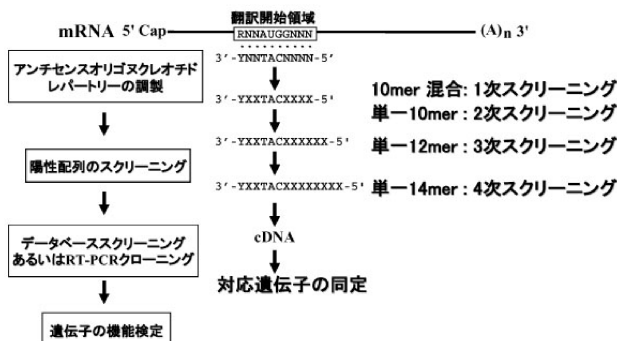 翻訳開始領域
mRNA 5' Cap
RNNAUGGNNN
(A)n 3'
アンチセンスオリゴヌクレオチド
レパートリーの調製
陽性配列のスクリーニング
データベーススクリーニング
あるいはRT-PCRクローニング
遺伝子の機能検定
3'-YNNTACNNNN-5'
3'-YXXTACXXXX-5'
3'-YXXTACXXXXXX-5'
3'-YXXTACXXXXXXXX-5'
cDNA
対応遺伝子の同定
10mer 混合: 1次スクリーニング
単一10mer : 2次スクリーニング
単一12mer : 3次スクリーニング
単一14mer : 4次スクリーニング